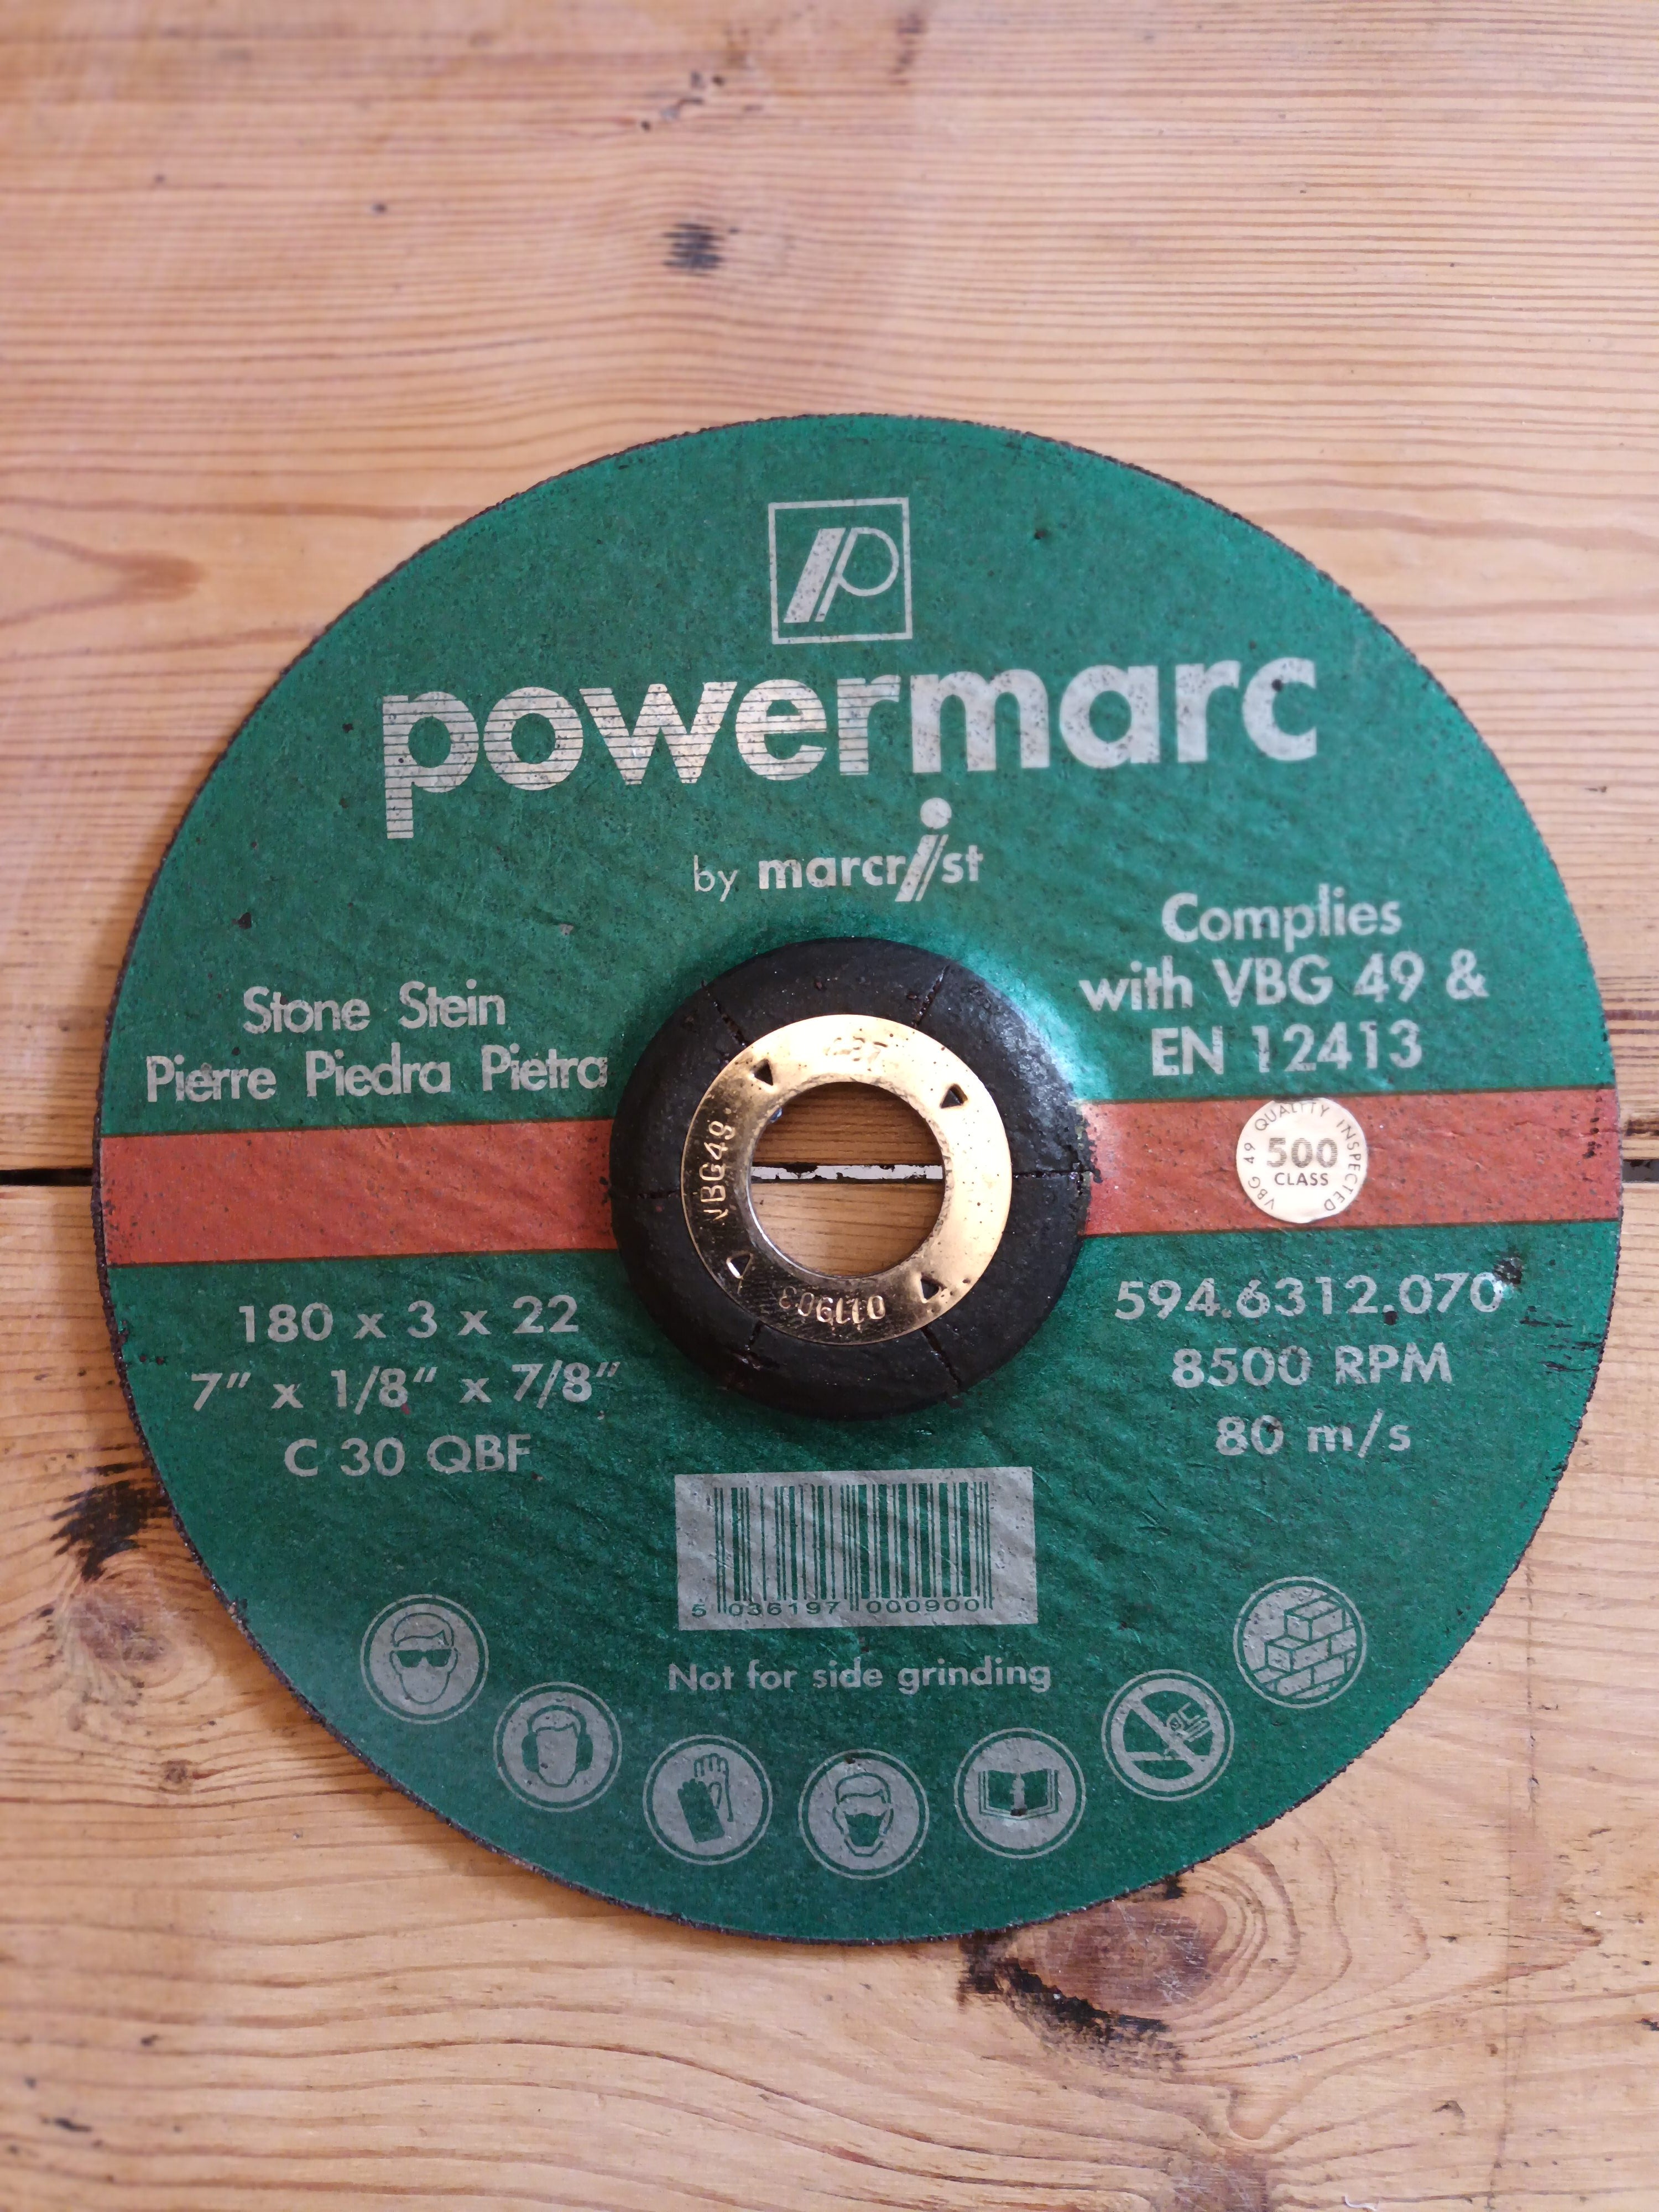 P
powermarc
by marcrist
Complies
with VBG 49 &
EN 12413
Stone Stein
Pierre Piedra Pietra
VBG 49 QUALITY INSPECTED
500
CLASS
VBG49
180 x 3 x 22
7" x 1/8" x 7/8"
C 30 QBF
594.6312.070
8500 RPM
80 m/s
5 036197 000900
Not for side grinding